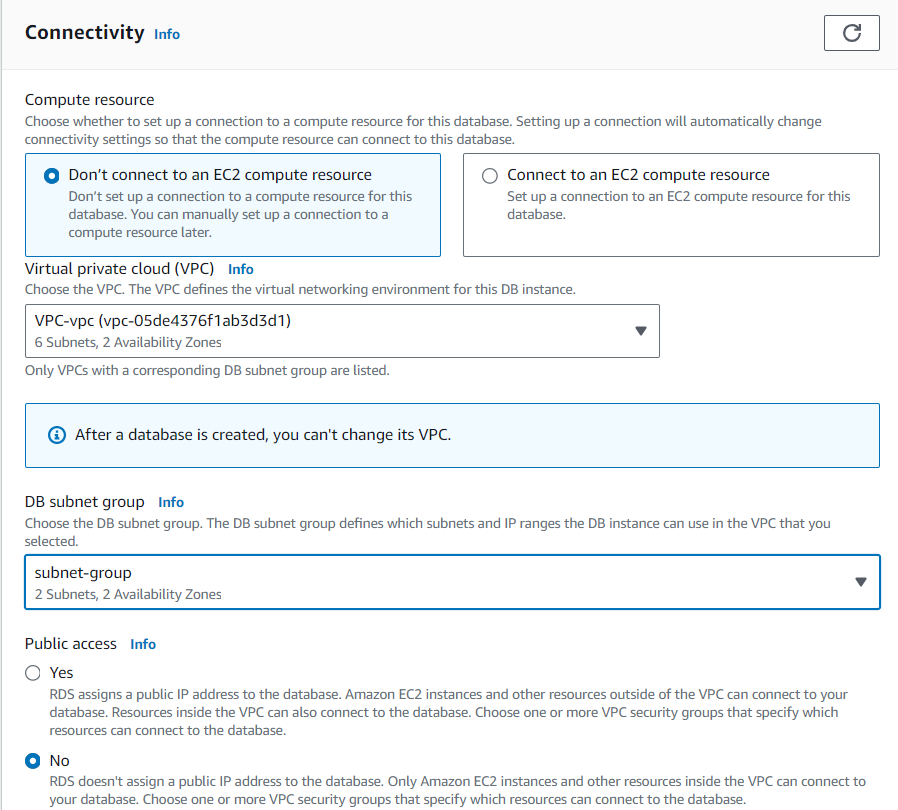 Connectivity Info
Compute resource
Choose whether to set up a connection to a compute resource for this database. Setting up a connection will automatically change
connectivity settings so that the compute resource can connect to this database.
Don't connect to an EC2 compute resource
Don't set up a connection to a compute resource for this
database. You can manually set up a connection to a
compute resource later.
Connect to an EC2 compute resource
Set up a connection to an EC2 compute resource for this
database.
Virtual private cloud (VPC) Info
Choose the VPC. The VPC defines the virtual networking environment for this DB instance.
VPC-vpc (vpc-05de4376f1ab3d3d1)
6 Subnets, 2 Availability Zones
Only VPCs with a corresponding DB subnet group are listed.
After a database is created, you can't change its VPC.
DB subnet group Info
Choose the DB subnet group. The DB subnet group defines which subnets and IP ranges the DB instance can use in the VPC that you
selected.
subnet-group
2 Subnets, 2 Availability Zones
Public access Info
Yes
RDS assigns a public IP address to the database. Amazon EC2 instances and other resources outside of the VPC can connect to your
database. Resources inside the VPC can also connect to the database. Choose one or more VPC security groups that specify which
resources can connect to the database.
No
RDS doesn't assign a public IP address to the database. Only Amazon EC2 instances and other resources inside the VPC can connect to
your database. Choose one or more VPC security groups that specify which resources can connect to the database.